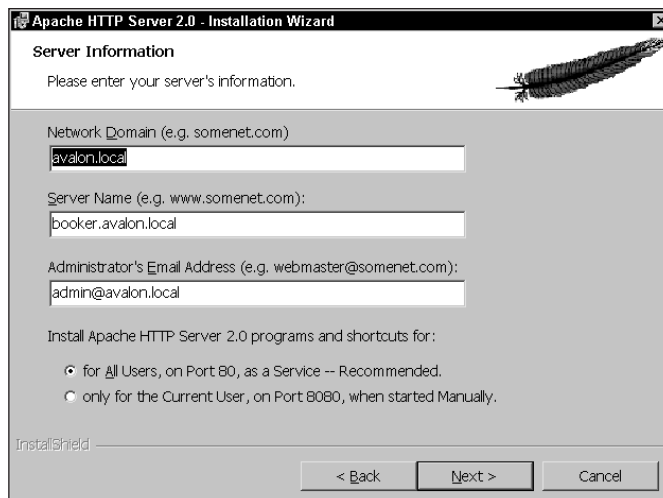 Apache HTTP Server 2.0 - Installation Wizard
Server Information
Please enter your server's information.
Network Domain (e.g. somenet.com)
avalon.local
Server Name (e.g. www.somenet.com):
booker.avalon.local
Administrator's Email Address (e.g. webmaster@somenet.com):
admin@avalon.local
Install Apache HTTP Server 2.0 programs and shortcuts for:
for All Users, on Port 80, as a Service -- Recommended.
only for the Current User, on Port 8080, when started Manually.
InstallShield
< Back Next > Cancel